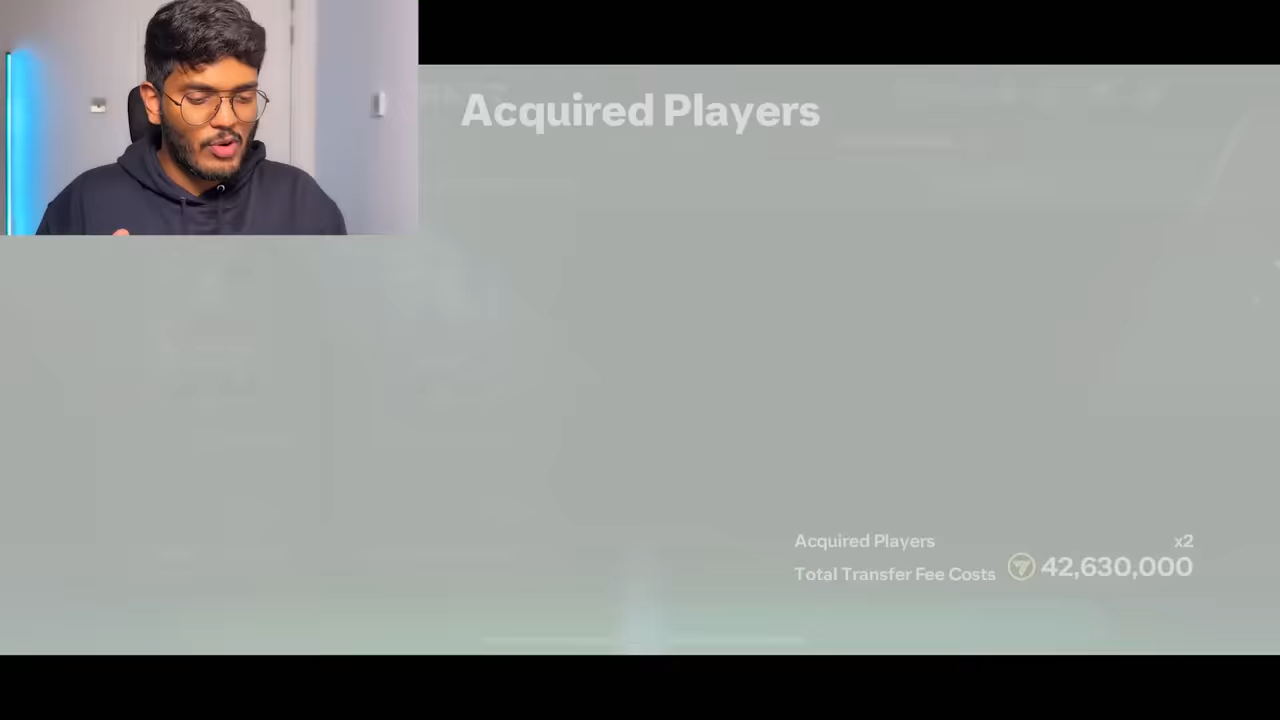 Acquired Players
Acquired Players x2
Total Transfer Fee Costs 42,630,000